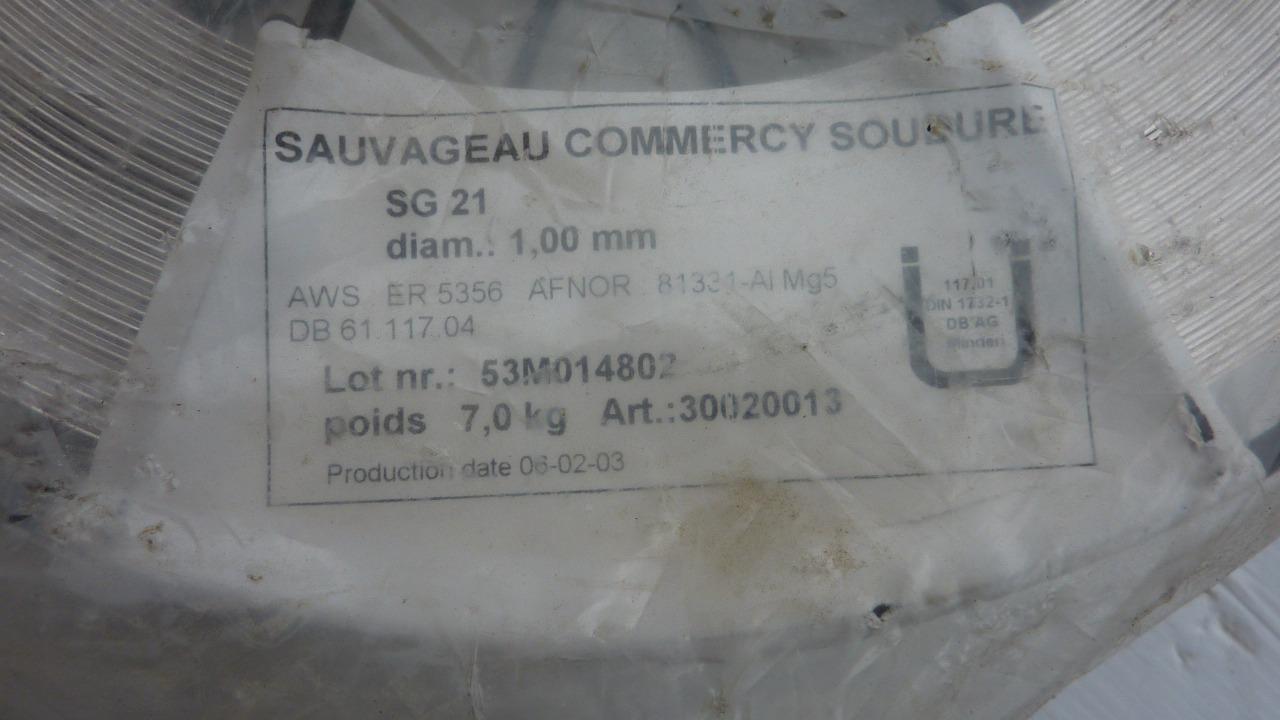 SAUVAGEAU COMMERCY SOUDURE
SG 21
diam.: 1,00 mm
AWS ER 5356 AFNOR 81331-Al Mg5
DB 61.117.04
Lot nr.: 53M014802
poids 7,0 kg Art.:30020013
Production date 06-02-03
117.01
DIN 1732-1
DB AG
Minden